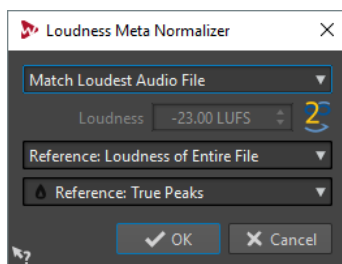 Loudness Meta Normalizer
Match Loudest Audio File
Loudness -23.00 LUFS
Reference: Loudness of Entire File
Reference: True Peaks
OK Cancel